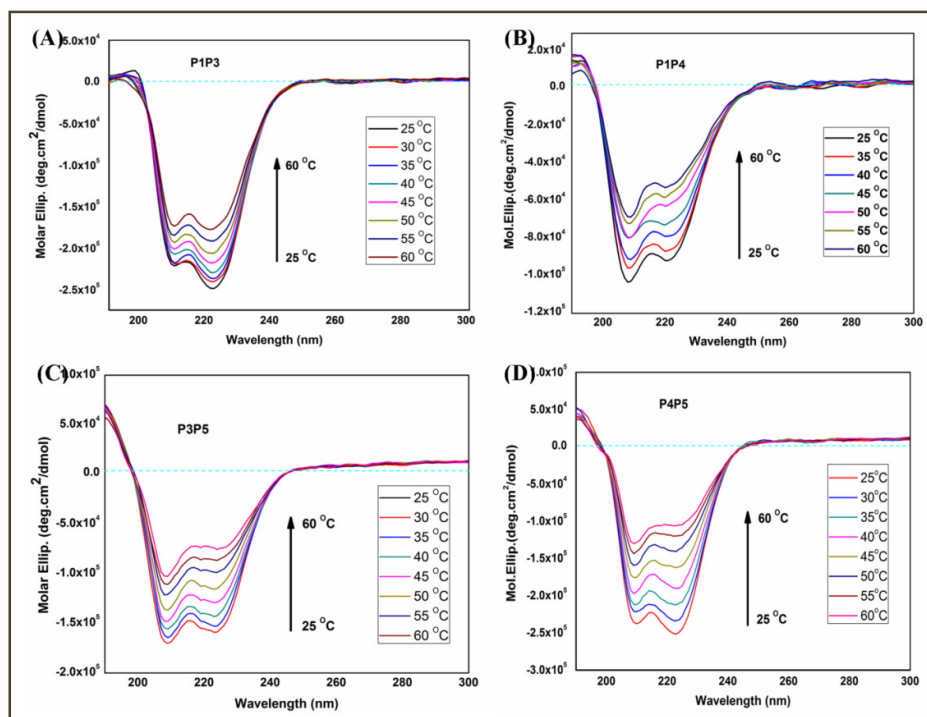 (A)
P1P3
5.0x10⁴
0.0
-5.0x10⁴
-1.0x10⁵
-1.5x10⁵
-2.0x10⁵
-2.5x10⁵
Molar Ellip. (deg.cm²/dmol)
200 220 240 260 280 300
Wavelength (nm)
60 °C
25 °C
25 °C
30 °C
35 °C
40 °C
45 °C
50 °C
55 °C
60 °C
(B)
P1P4
2.0x10⁴
0.0
-2.0x10⁴
-4.0x10⁴
-6.0x10⁴
-8.0x10⁴
-1.0x10⁵
-1.2x10⁵
Mol.Ellip.(deg.cm²/dmol)
200 220 240 260 280 300
Wavelength (nm)
60 °C
25 °C
25 °C
35 °C
40 °C
45 °C
50 °C
55 °C
60 °C
(C)
P3P5
1.0x10⁵
5.0x10⁴
0.0
-5.0x10⁴
-1.0x10⁵
-1.5x10⁵
-2.0x10⁵
Molar Ellip. (deg.cm²/dmol)
200 220 240 260 280 300
Wavelength (nm)
60 °C
25 °C
25 °C
30 °C
35 °C
40 °C
45 °C
50 °C
55 °C
60 °C
(D)
P4P5
1.0x10⁵
5.0x10⁴
0.0
-5.0x10⁴
-1.0x10⁵
-1.5x10⁵
-2.0x10⁵
-2.5x10⁵
-3.0x10⁵
Mol.Ellip.(deg.cm²/dmol)
200 220 240 260 280 300
Wavelength (nm)
60 °C
25 °C
25°C
30°C
35°C
40°C
45°C
50°C
55°C
60°C